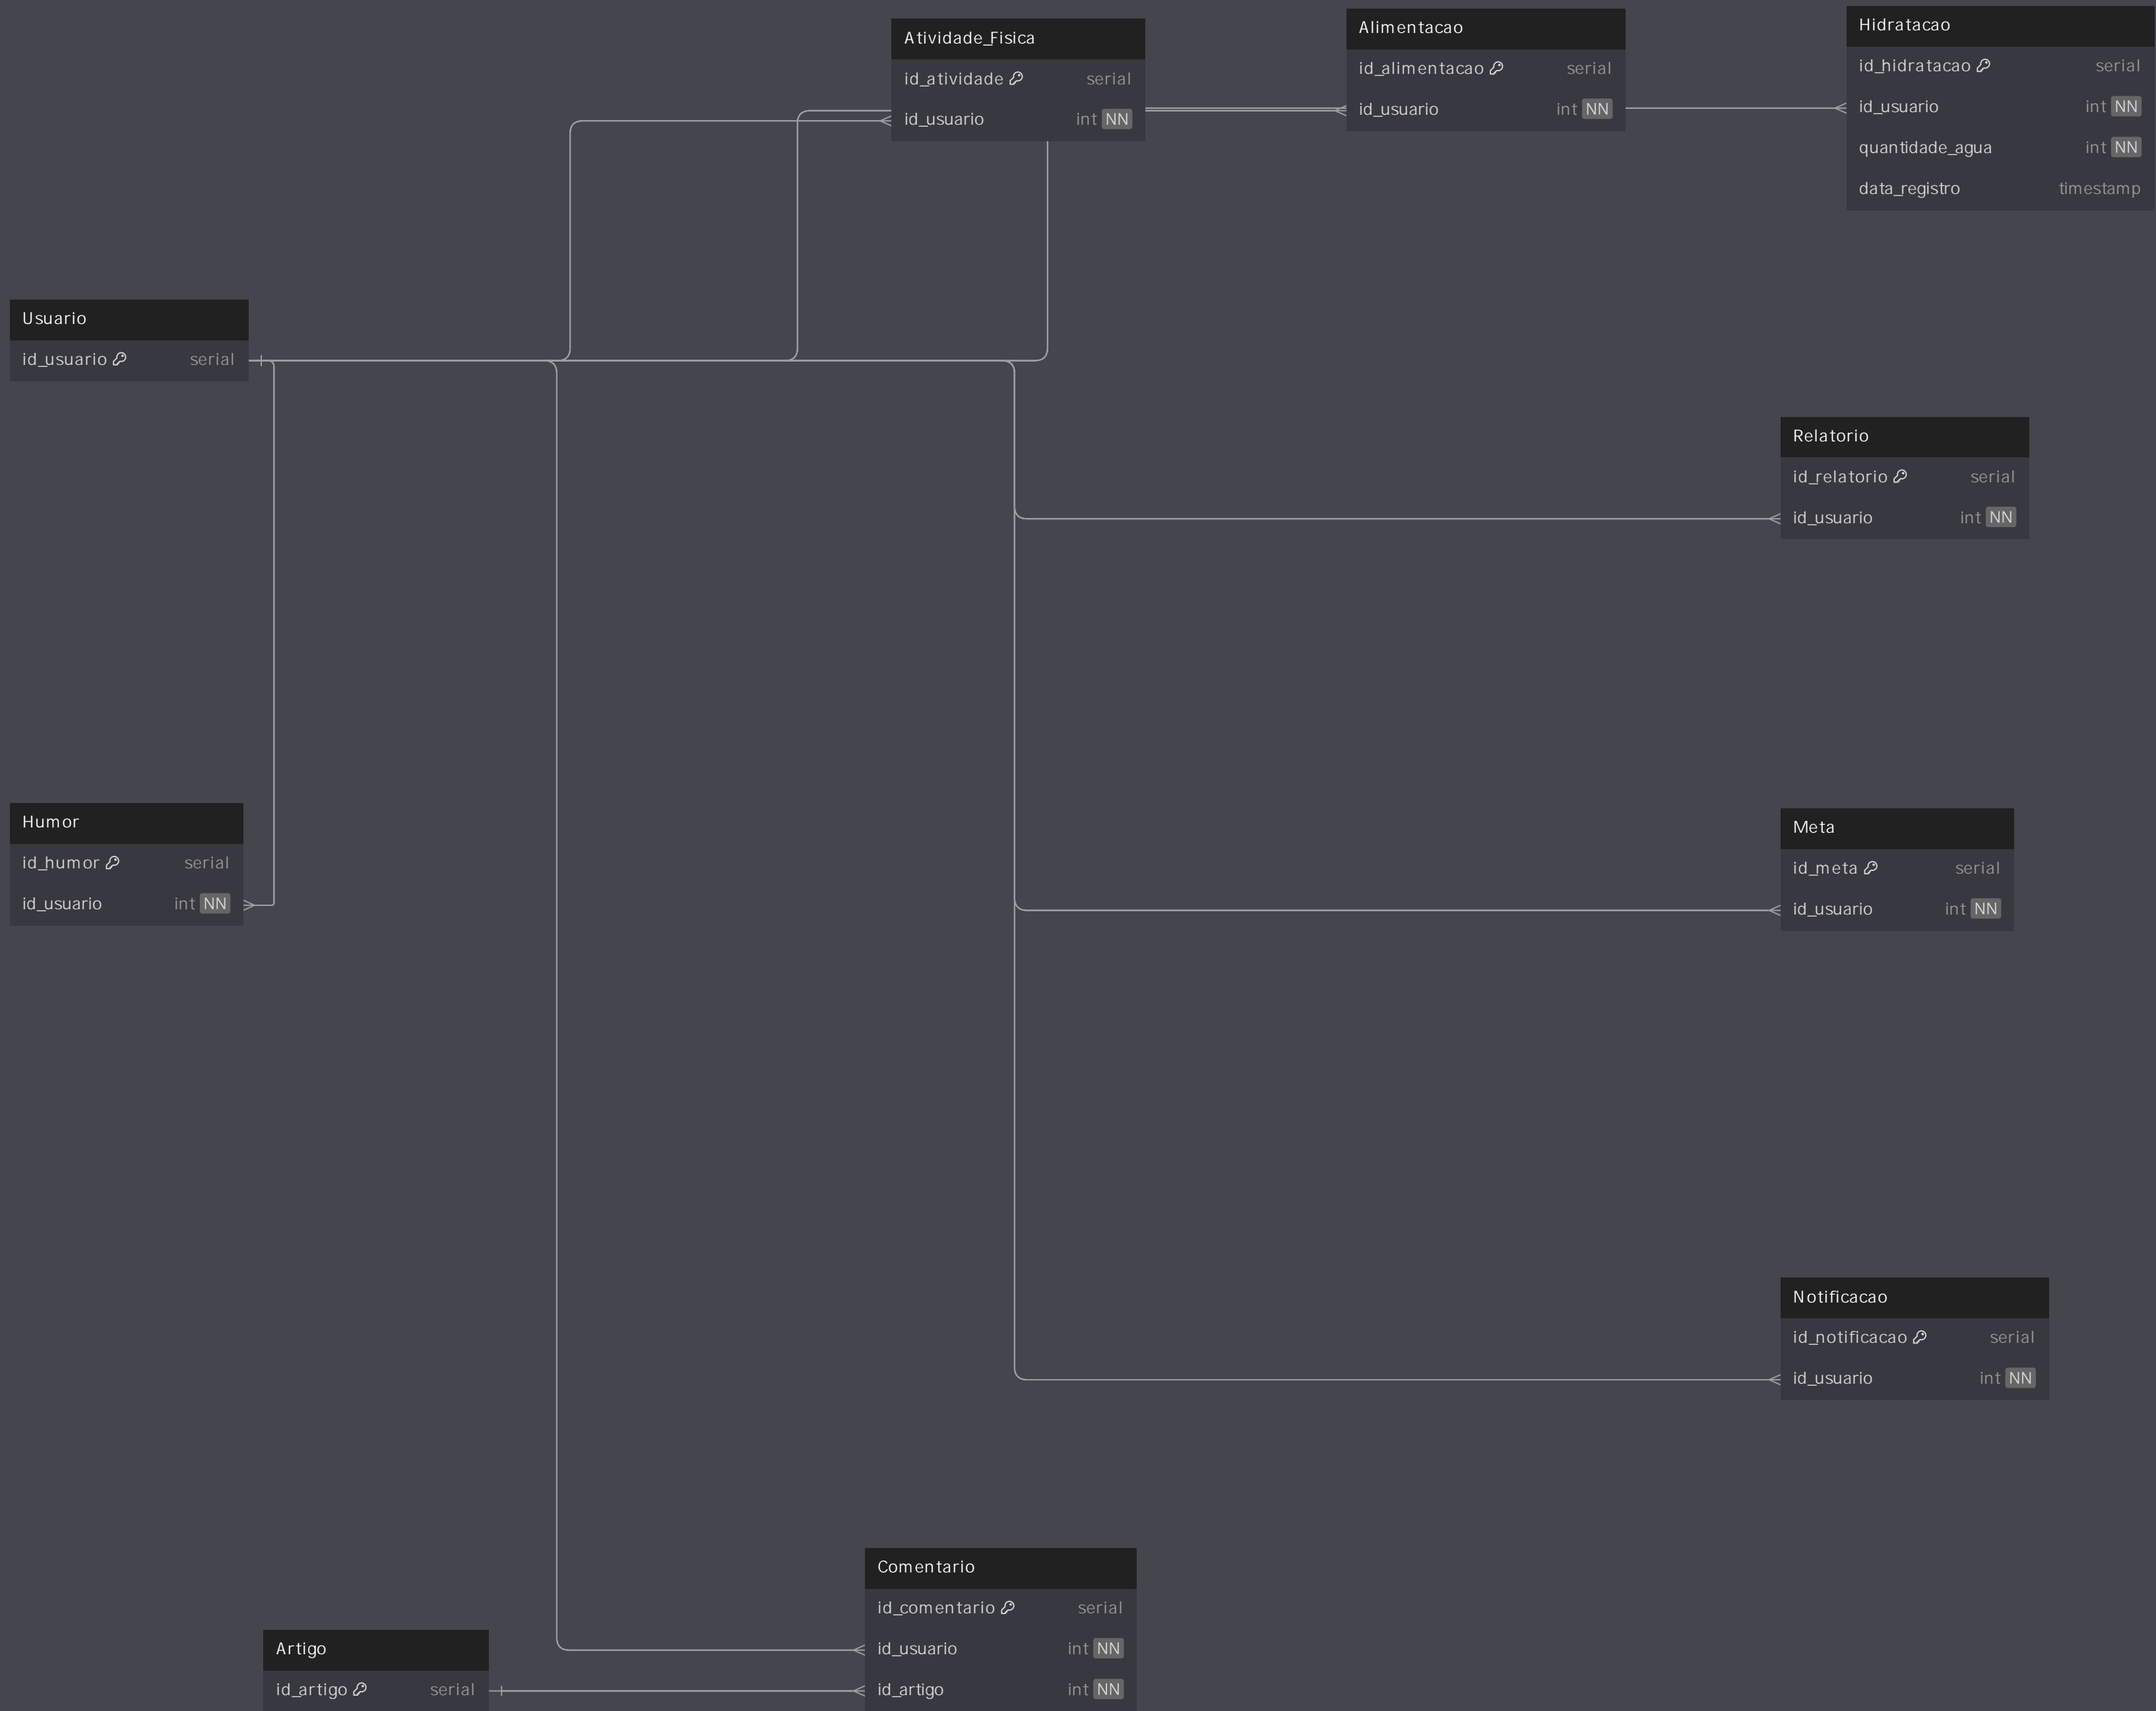 Atividade_Fisica
id_atividade serial
id_usuario int NN
Alimentacao
id_alimentacao serial
id_usuario int NN
Hidratacao
id_hidratacao serial
id_usuario int NN
quantidade_agua int NN
data_registro timestamp
Usuario
id_usuario serial
Relatorio
id_relatorio serial
id_usuario int NN
Humor
id_humor serial
id_usuario int NN
Meta
id_meta serial
id_usuario int NN
Notificacao
id_notificacao serial
id_usuario int NN
Comentario
id_comentario serial
id_usuario int NN
id_artigo int NN
Artigo
id_artigo serial